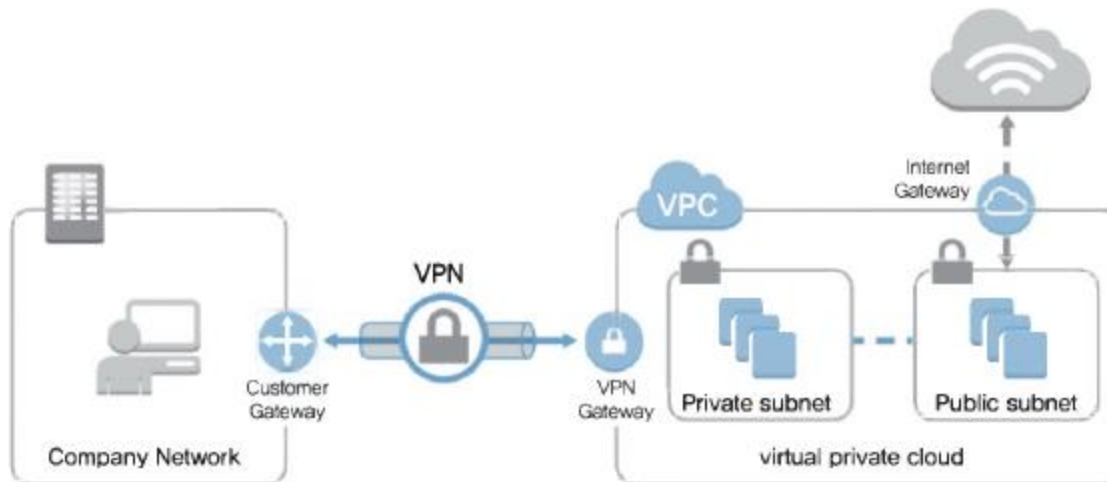 Internet
Gateway
VPC
VPN
Customer
Gateway
VPN
Gateway
Private subnet
Public subnet
Company Network
virtual private cloud